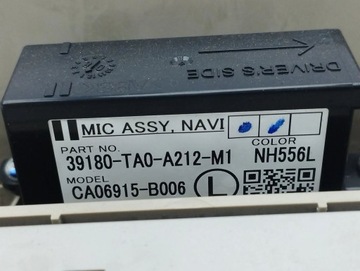 DRIVER'S SIDE
MIC ASSY, NAVI
PART NO.
COLOR
39180-TA0-A212-M1 NH556L
MODEL
CA06915-B006 L